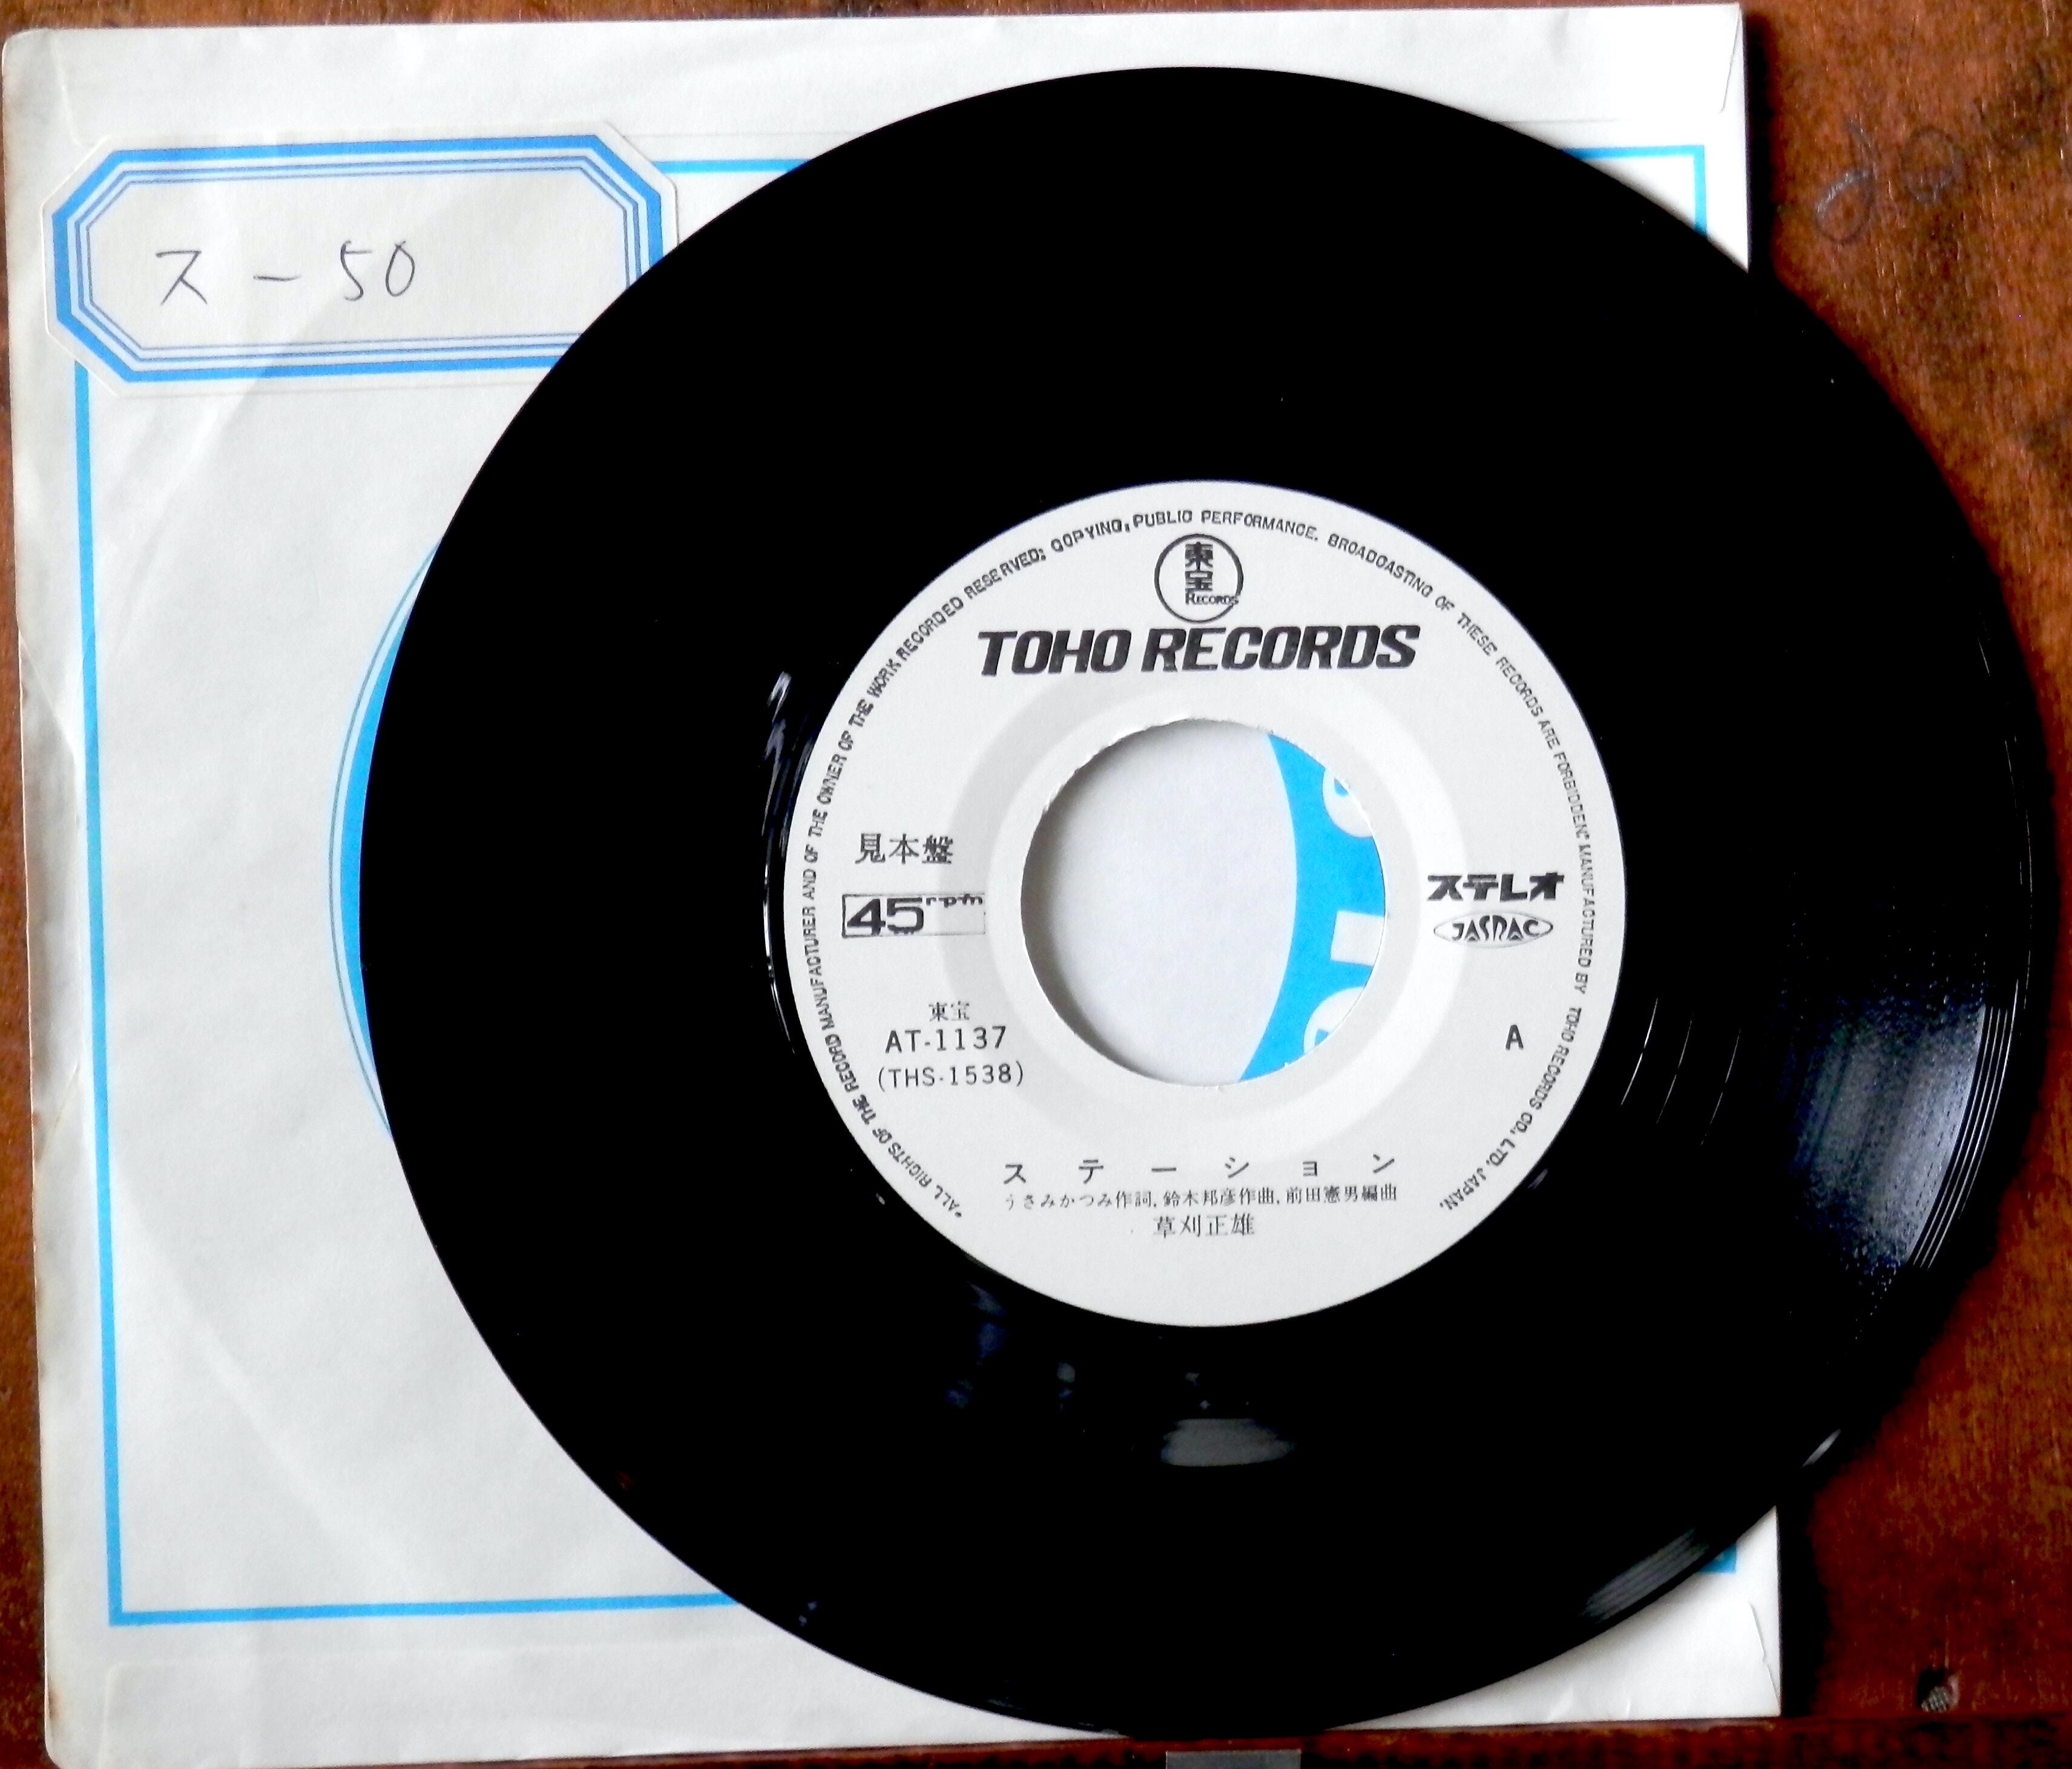 ス－50
"ALL RIGHTS OF THE RECORD MANUFACTURER AND OF THE OWNER OF THE WORK RECORDED RESERVED; COPYING, PUBLIC PERFORMANCE, BROADCASTING OF THESE RECORDS ARE FORBIDDEN" MANUFACTURED BY TOHO RECORDS CO., LTD. JAPAN.
東宝
RECORDS
TOHO RECORDS
見本盤
45rpm
ステレオ
JASRAC
東宝
AT-1137
(THS-1538)
A
ステーション
うさみかつみ作詞, 鈴木邦彦作曲, 前田憲男編曲
草刈正雄